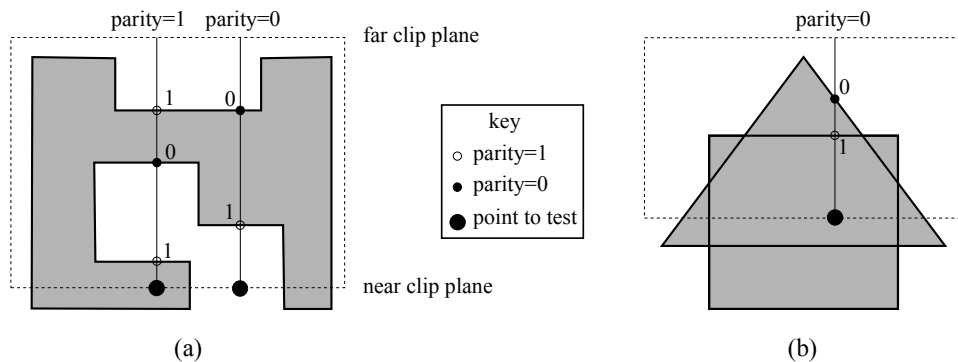 parity=1 parity=0
far clip plane
1
0
0
1
1
near clip plane
(a)
key
parity=1
parity=0
point to test
parity=0
0
1
(b)